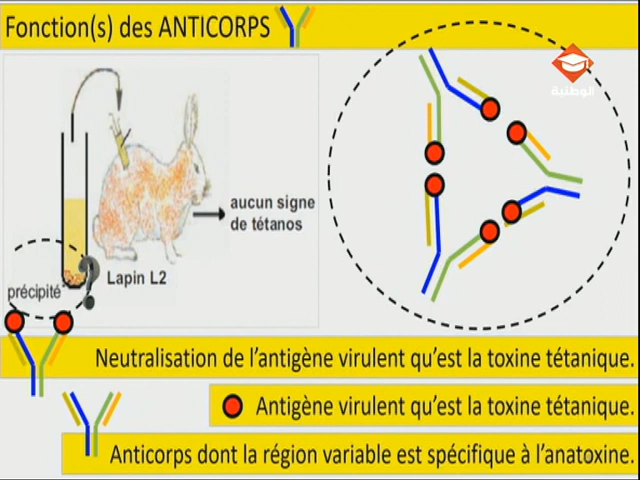 Fonction(s) des ANTICORPS
الوطنية
aucun signe
de tétanos
Lapin L2
précipité
?
Neutralisation de l'antigène virulent qu'est la toxine tétanique.
Antigène virulent qu'est la toxine tétanique.
Anticorps dont la région variable est spécifique à l'anatoxine.